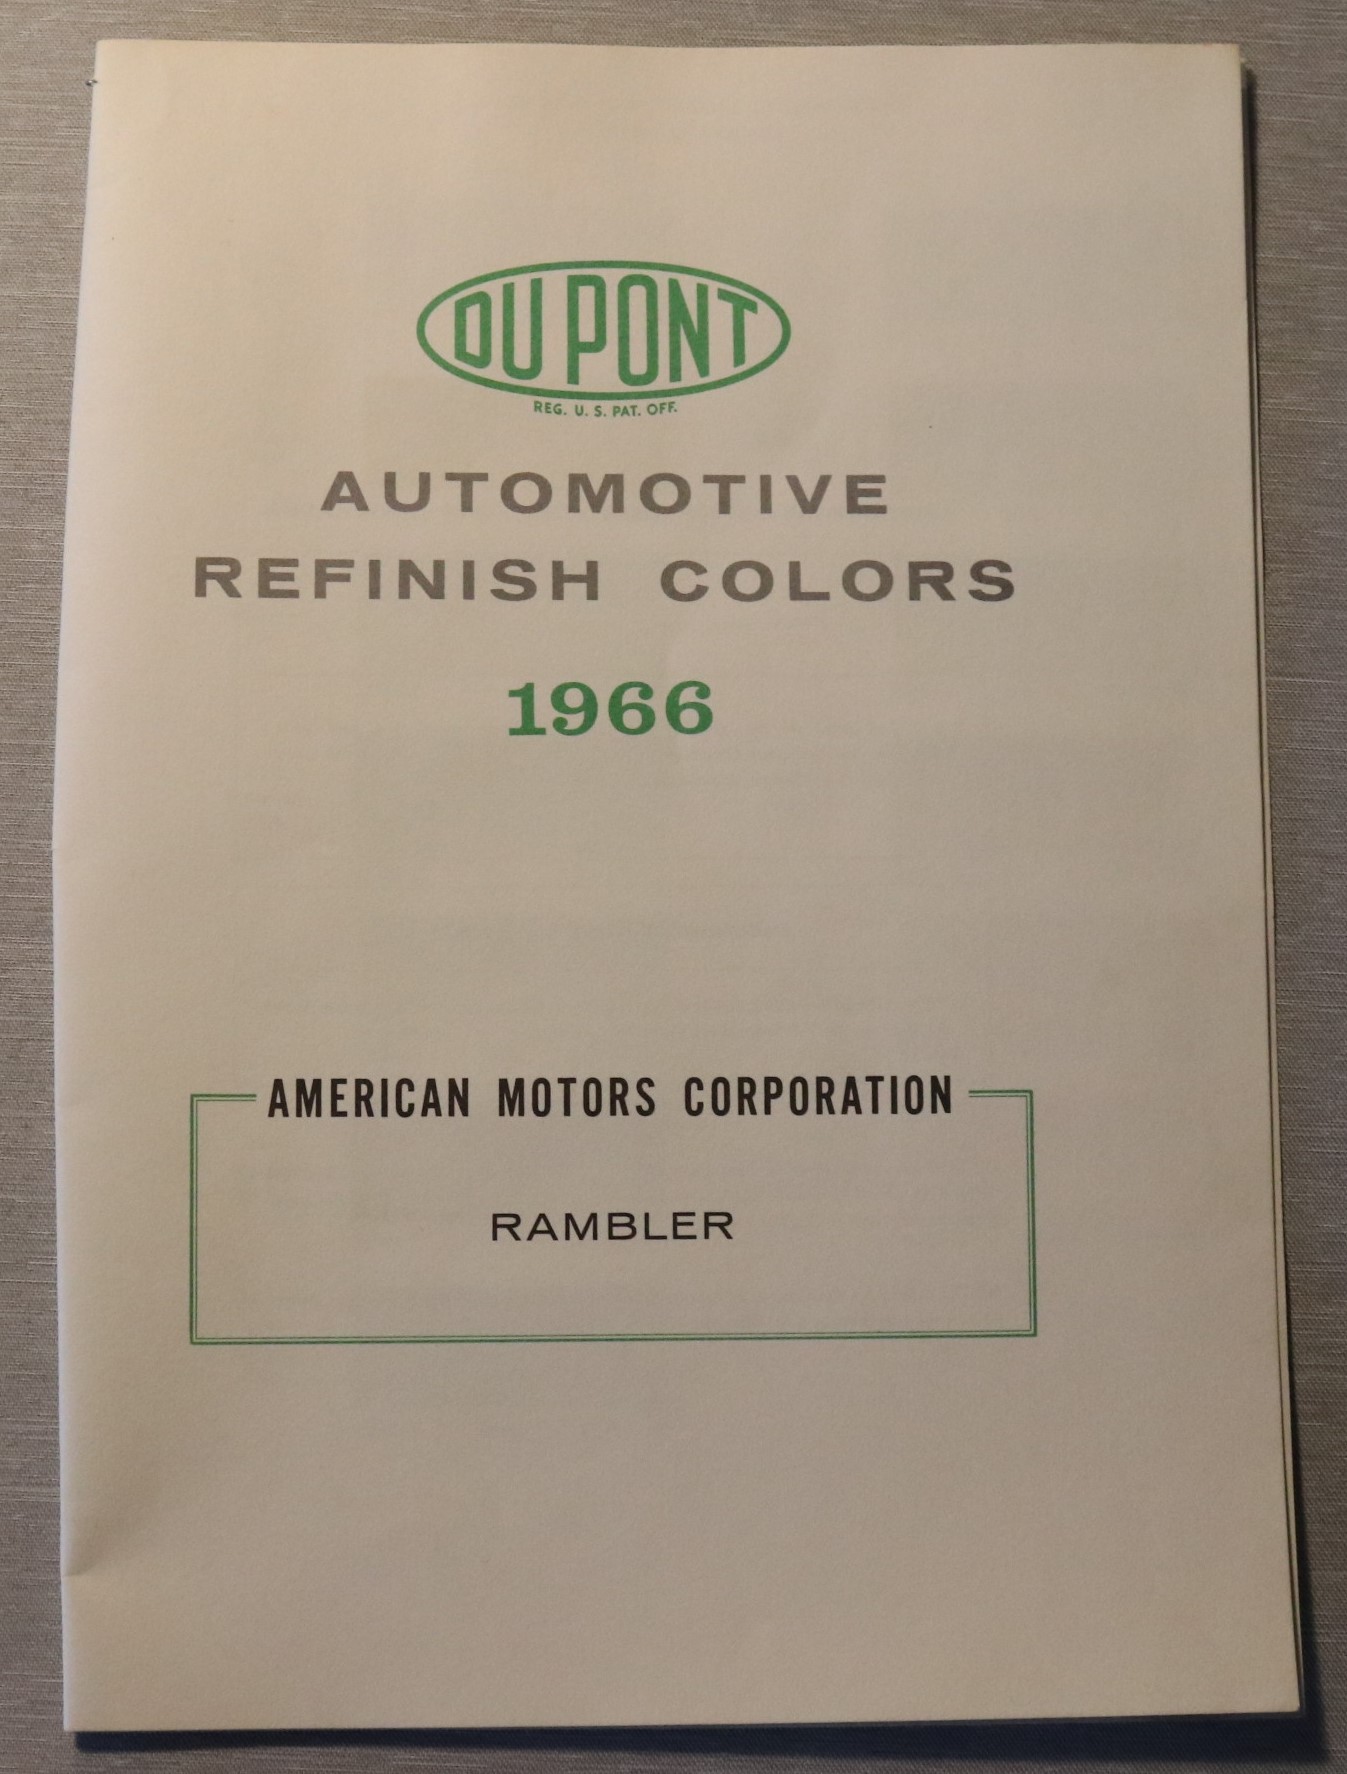 DU PONT
REG. U. S. PAT. OFF.
AUTOMOTIVE
REFINISH COLORS
1966
AMERICAN MOTORS CORPORATION
RAMBLER